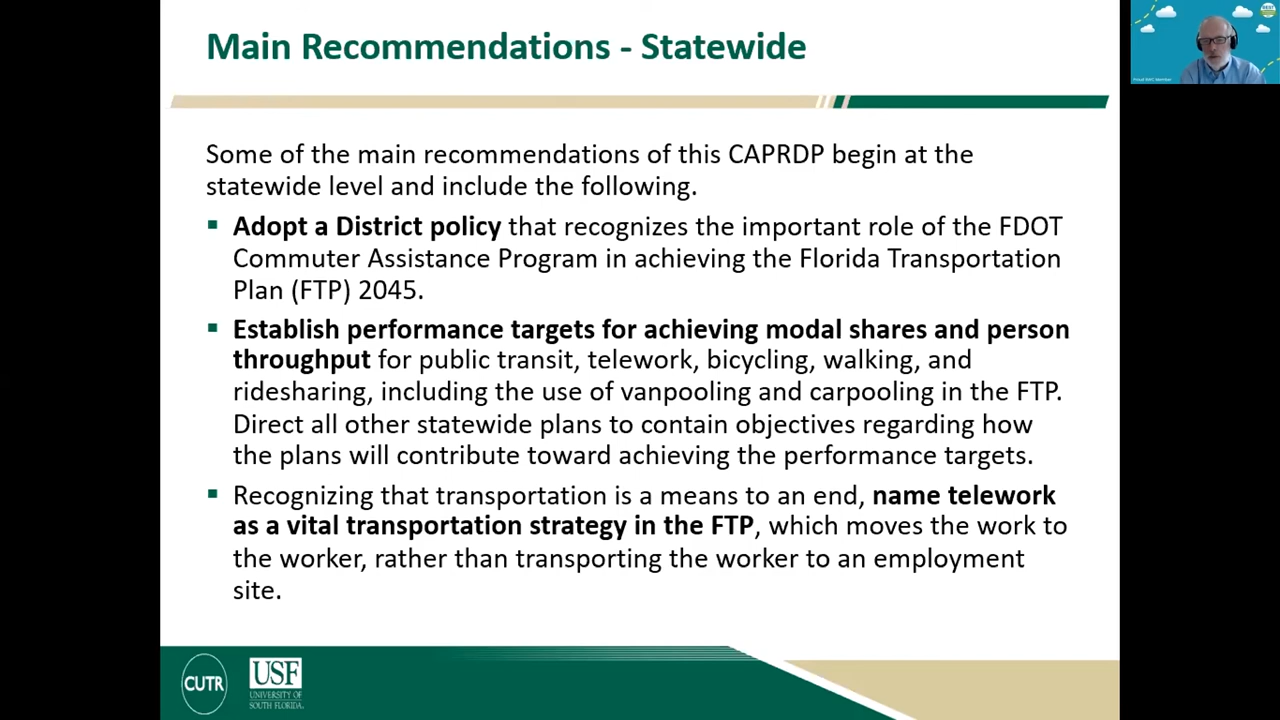 Main Recommendations - Statewide
Some of the main recommendations of this CAPRDP begin at the
statewide level and include the following.
▪ Adopt a District policy that recognizes the important role of the FDOT
Commuter Assistance Program in achieving the Florida Transportation
Plan (FTP) 2045.
▪ Establish performance targets for achieving modal shares and person
throughput for public transit, telework, bicycling, walking, and
ridesharing, including the use of vanpooling and carpooling in the FTP.
Direct all other statewide plans to contain objectives regarding how
the plans will contribute toward achieving the performance targets.
▪ Recognizing that transportation is a means to an end, name telework
as a vital transportation strategy in the FTP, which moves the work to
the worker, rather than transporting the worker to an employment
site.
CUTR
USF
UNIVERSITY OF
SOUTH FLORIDA